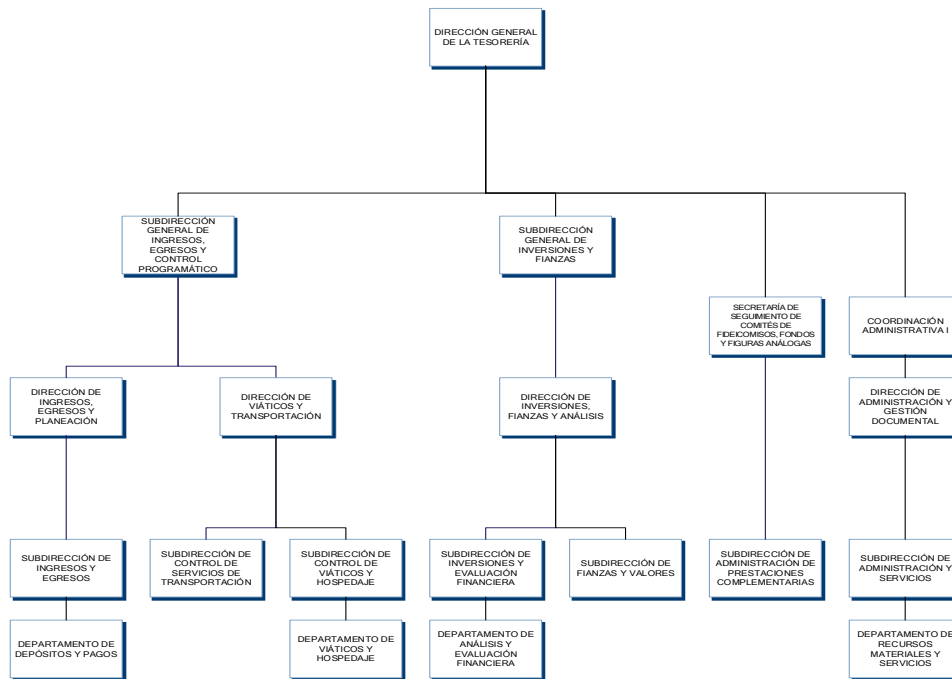 DIRECCIÓN GENERAL
DE LA TESORERÍA
SUBDIRECCIÓN
GENERAL DE
INGRESOS,
EGRESOS Y
CONTROL
PROGRAMÁTICO
SUBDIRECCIÓN
GENERAL DE
INVERSIONES Y
FIANZAS
SECRETARÍA DE
SEGUIMIENTO DE
COMITÉS DE
FIDEICOMISOS, FONDOS
Y FIGURAS ANÁLOGAS
COORDINACIÓN
ADMINISTRATIVA I
DIRECCIÓN DE
INGRESOS,
EGRESOS Y
PLANEACIÓN
DIRECCIÓN DE
VIÁTICOS Y
TRANSPORTACIÓN
DIRECCIÓN DE
INVERSIONES,
FIANZAS Y ANÁLISIS
DIRECCIÓN DE
ADMINISTRACIÓN Y
GESTIÓN
DOCUMENTAL
SUBDIRECCIÓN DE
INGRESOS Y
EGRESOS
SUBDIRECCIÓN DE
CONTROL DE
SERVICIOS DE
TRANSPORTACIÓN
SUBDIRECCIÓN DE
CONTROL DE
VIÁTICOS Y
HOSPEDAJE
SUBDIRECCIÓN DE
INVERSIONES Y
EVALUACIÓN
FINANCIERA
SUBDIRECCIÓN DE
FIANZAS Y VALORES
SUBDIRECCIÓN DE
ADMINISTRACIÓN DE
PRESTACIONES
COMPLEMENTARIAS
SUBDIRECCIÓN DE
ADMINISTRACIÓN Y
SERVICIOS
DEPARTAMENTO DE
DEPÓSITOS Y PAGOS
DEPARTAMENTO DE
VIÁTICOS Y
HOSPEDAJE
DEPARTAMENTO DE
ANÁLISIS Y
EVALUACIÓN
FINANCIERA
DEPARTAMENTO DE
RECURSOS
MATERIALES Y
SERVICIOS